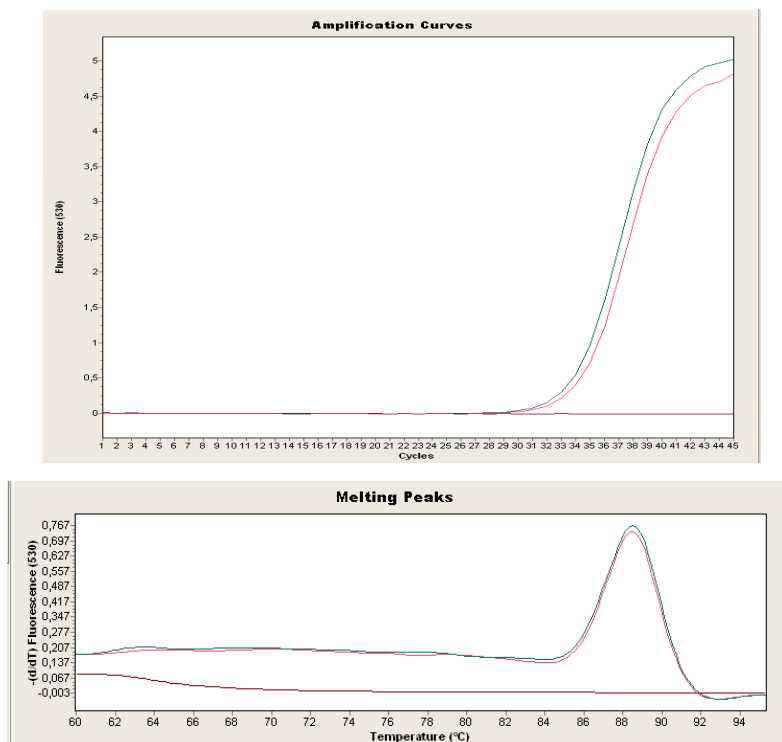 Amplification Curves
Fluorescence (530)
5
4,5
4
3,5
3
2,5
2
1,5
1
0,5
0
1 2 3 4 5 6 7 8 9 10 11 12 13 14 15 16 17 18 19 20 21 22 23 24 25 26 27 28 29 30 31 32 33 34 35 36 37 38 39 40 41 42 43 44 45
Cycles
Melting Peaks
-(d/dT) Fluorescence (530)
0,767
0,697
0,627
0,557
0,487
0,417
0,347
0,277
0,207
0,137
0,067
-0,003
60 62 64 66 68 70 72 74 76 78 80 82 84 86 88 90 92 94
Temperature (°C)